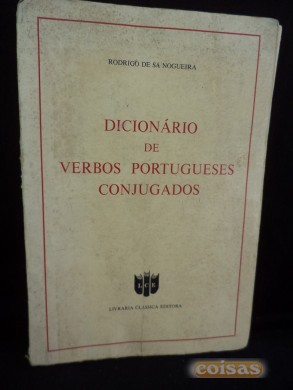 RODRIGO DE SÁ NOGUEIRA
DICIONÁRIO
DE
VERBOS PORTUGUESES
CONJUGADOS
L C E
LIVRARIA CLÁSSICA EDITORA
coisas